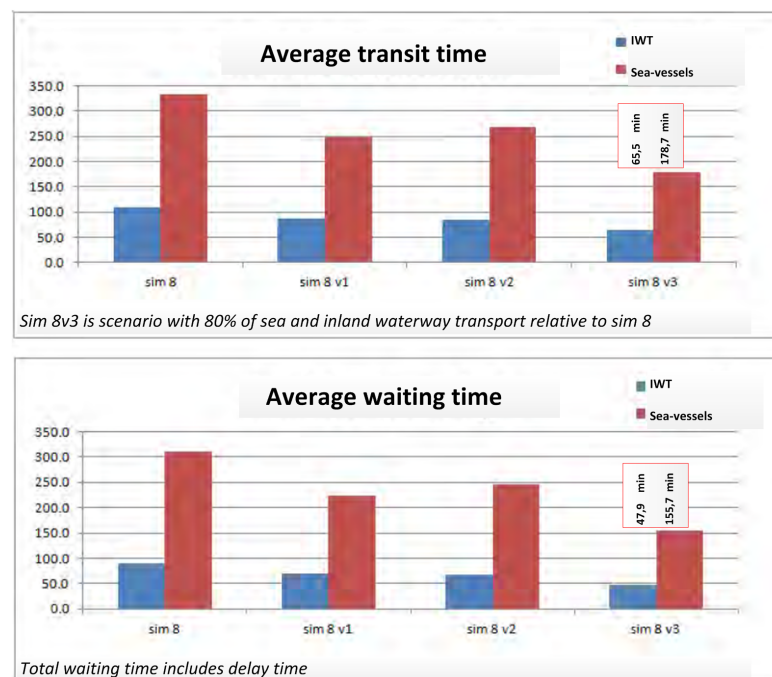 Average transit time
IWT
Sea-vessels
350.0
300.0
250.0
200.0
150.0
100.0
50.0
0.0
65,5 min
178,7 min
sim 8
sim 8 v1
sim 8 v2
sim 8 v3
Sim 8v3 is scenario with 80% of sea and inland waterway transport relative to sim 8
Average waiting time
IWT
Sea-vessels
350.0
300.0
250.0
200.0
150.0
100.0
50.0
0.0
47,9 min
155,7 min
sim 8
sim 8 v1
sim 8 v2
sim 8 v3
Total waiting time includes delay time